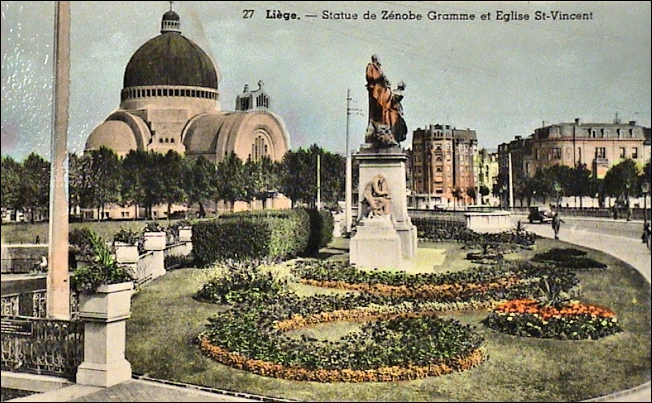 27 Liège. — Statue de Zénobe Gramme et Eglise St-Vincent